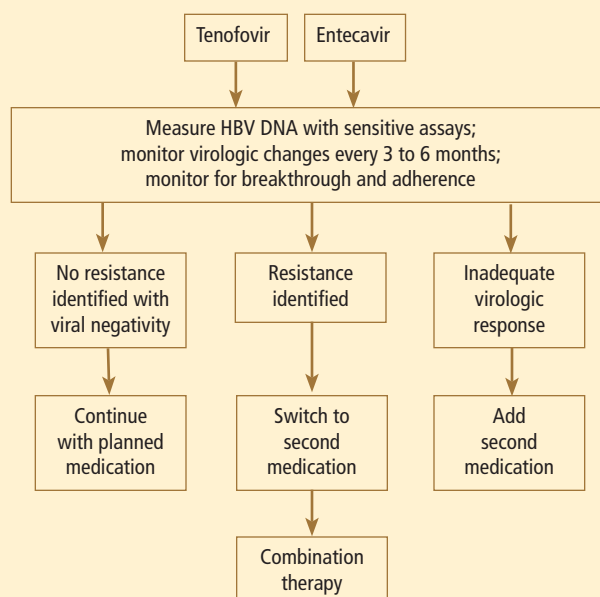 Tenofovir
Entecavir
Measure HBV DNA with sensitive assays;
monitor virologic changes every 3 to 6 months;
monitor for breakthrough and adherence
No resistance
identified with
viral negativity
Resistance
identified
Inadequate
virologic
response
Continue
with planned
medication
Switch to
second
medication
Add
second
medication
Combination
therapy